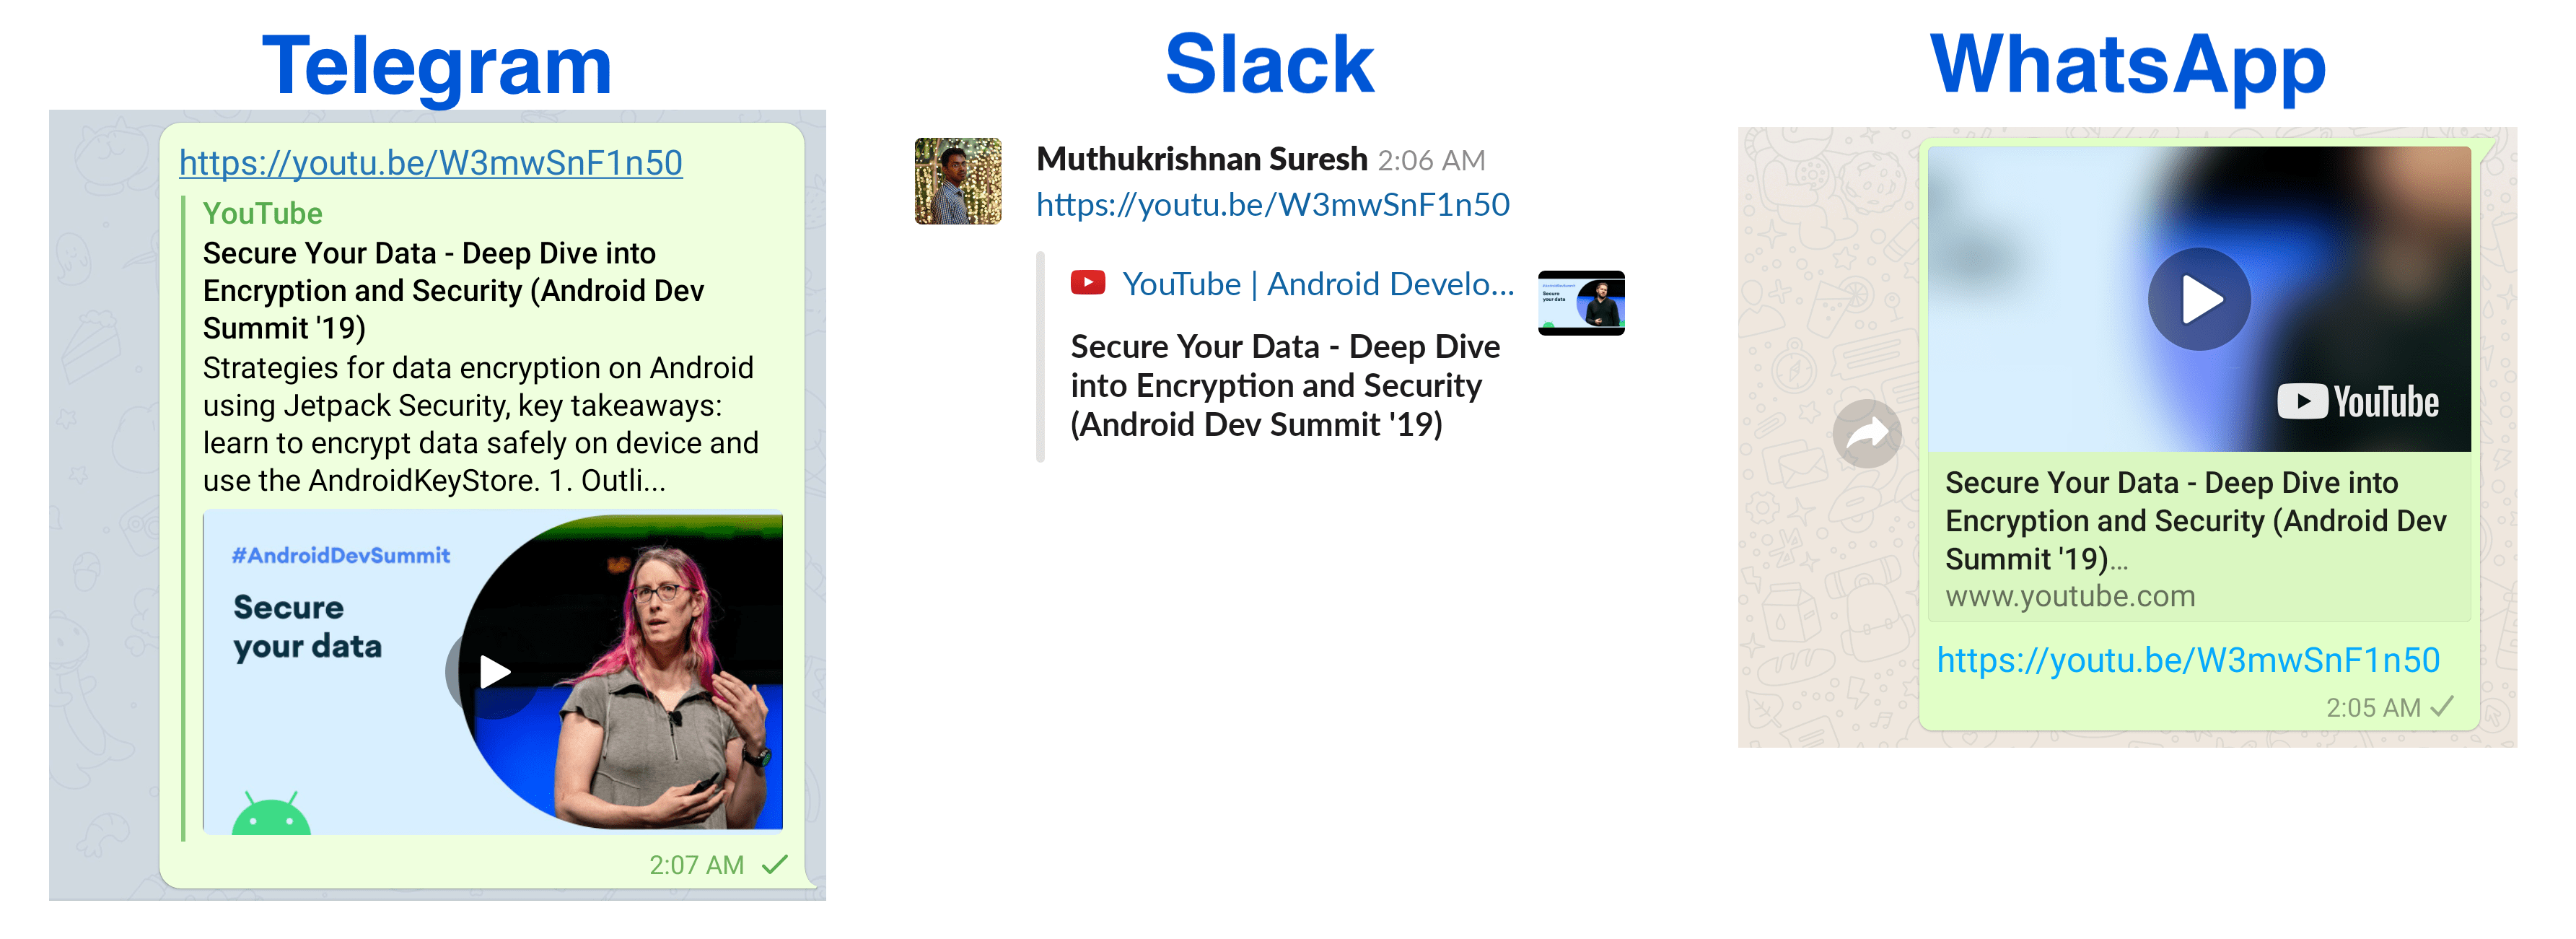 Telegram
https://youtu.be/W3mwSnF1n50
YouTube
Secure Your Data - Deep Dive into
Encryption and Security (Android Dev
Summit '19)
Strategies for data encryption on Android
using Jetpack Security, key takeaways:
learn to encrypt data safely on device and
use the AndroidKeyStore. 1. Outli...
#AndroidDevSummit
Secure
your data
2:07 AM
Slack
Muthukrishnan Suresh 2:06 AM
https://youtu.be/W3mwSnF1n50
YouTube | Android Develo...
Secure Your Data - Deep Dive
into Encryption and Security
(Android Dev Summit '19)
#AndroidDevSummit
Secure
your data
WhatsApp
YouTube
Secure Your Data - Deep Dive into
Encryption and Security (Android Dev
Summit '19)...
www.youtube.com
https://youtu.be/W3mwSnF1n50
2:05 AM